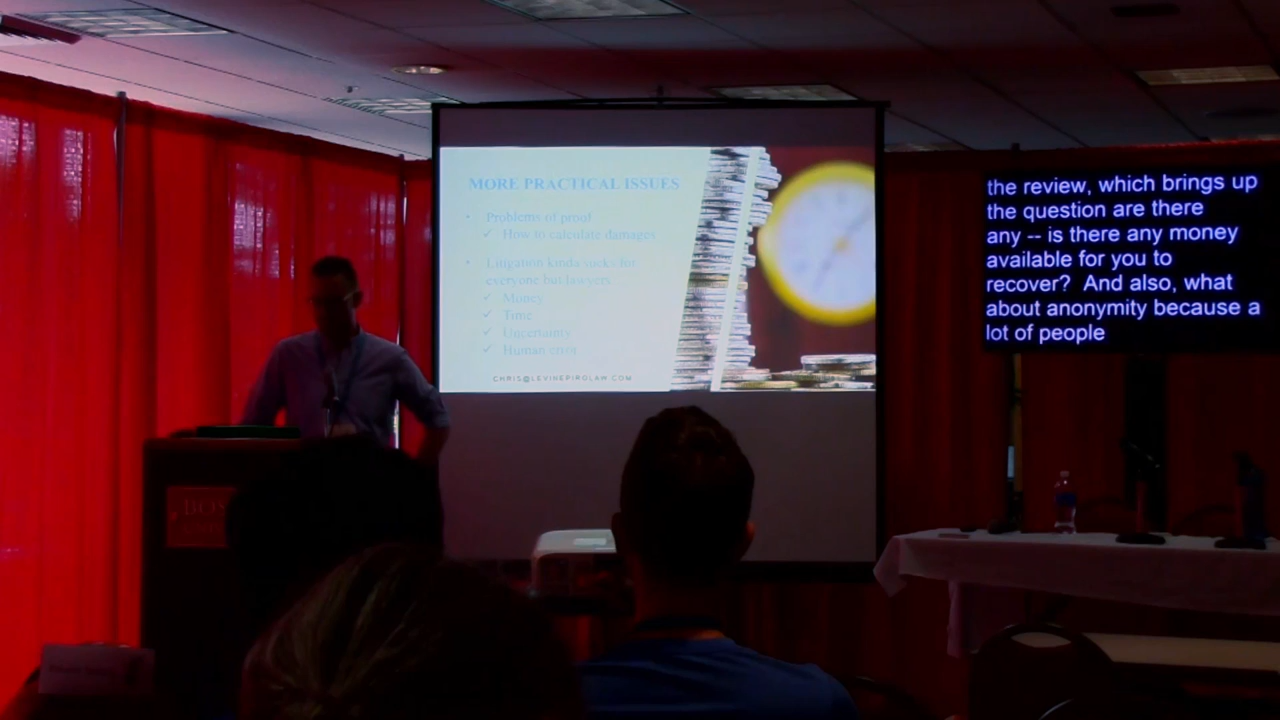 MORE PRACTICAL ISSUES
• Problems of proof
✓ How to calculate damages
• Litigation kinda sucks for
everyone but lawyers
✓ Money
✓ Time
✓ Uncertainty
✓ Human error
CHRIS@LEVINEPIROLAW.COM
the review, which brings up
the question are there
any -- is there any money
available for you to
recover? And also, what
about anonymity because a
lot of people